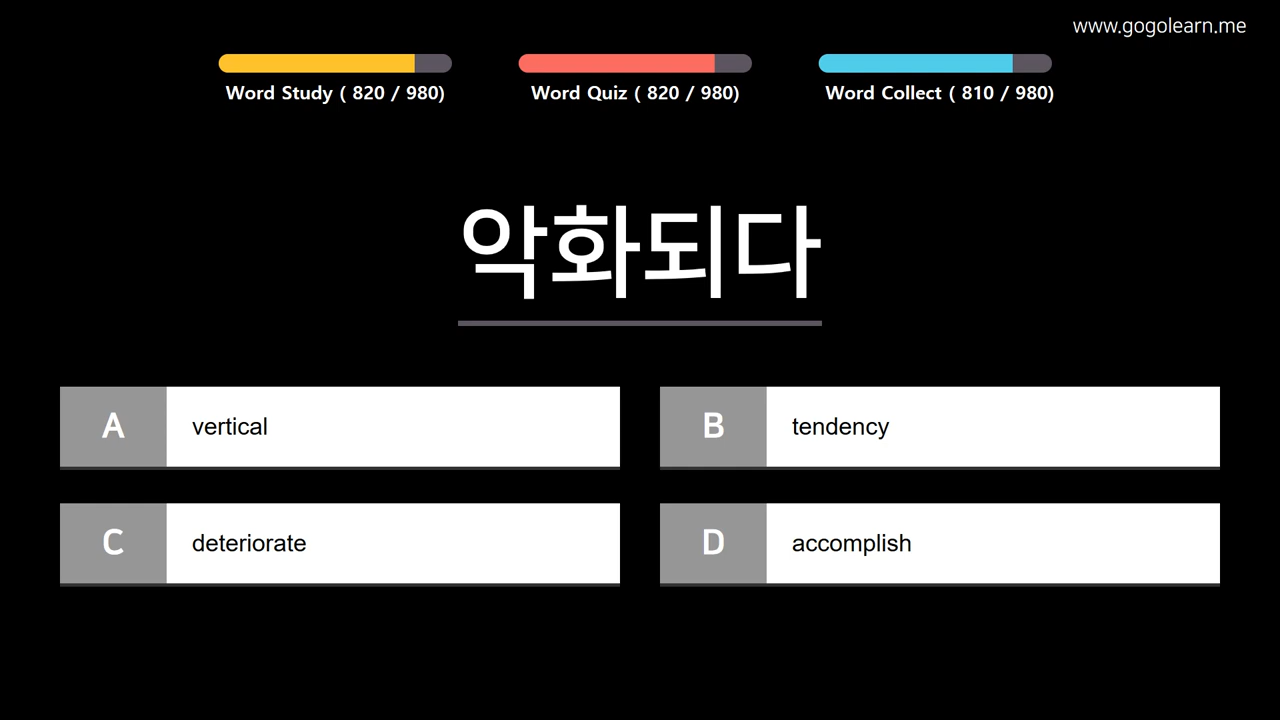 www.gogolearn.me
Word Study ( 820 / 980)
Word Quiz ( 820 / 980)
Word Collect ( 810 / 980)
악화되다
A vertical
B tendency
C deteriorate
D accomplish